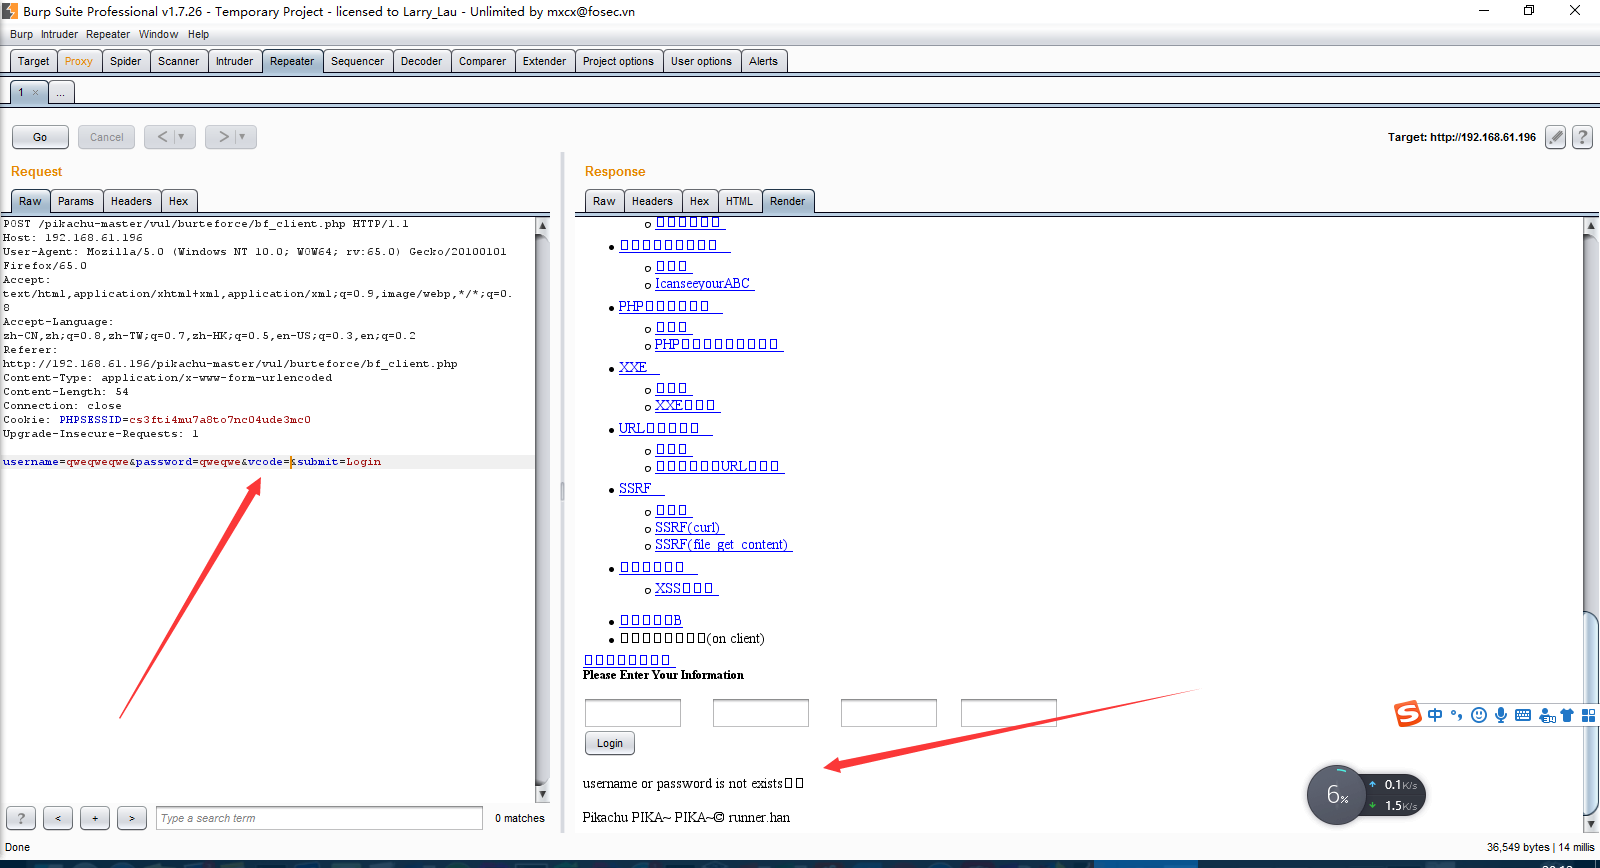 Burp Suite Professional v1.7.26 - Temporary Project - licensed to Larry_Lau - Unlimited by mxcx@fosec.vn
Burp Intruder Repeater Window Help
Target Proxy Spider Scanner Intruder Repeater Sequencer Decoder Comparer Extender Project options User options Alerts
1 × ...
Go Cancel < > Target: http://192.168.61.196 ?
Request
Raw Params Headers Hex
POST /pikachu-master/vul/burteforce/bf_client.php HTTP/1.1
Host: 192.168.61.196
User-Agent: Mozilla/5.0 (Windows NT 10.0; WOW64; rv:65.0) Gecko/20100101
Firefox/65.0
Accept:
text/html,application/xhtml+xml,application/xml;q=0.9,image/webp,*/*;q=0.
8
Accept-Language:
zh-CN,zh;q=0.8,zh-TW;q=0.7,zh-HK;q=0.5,en-US;q=0.3,en;q=0.2
Referer:
http://192.168.61.196/pikachu-master/vul/burteforce/bf_client.php
Content-Type: application/x-www-form-urlencoded
Content-Length: 54
Connection: close
Cookie: PHPSESSID=cs3fti4mu7a8to7nc04ude3mc0
Upgrade-Insecure-Requests: 1
username=qweqweqwe&password=qweqwe&vcode=&submit=Login
? < + > Type a search term 0 matches
Response
Raw Headers Hex HTML Render
IcanseeyourABC
PHP
PHP
XXE
XXE
URL
URL
SSRF
SSRF(curl)
SSRF(file_get_content)
XSS
B
(on client)
Please Enter Your Information
Login
username or password is not exists
Pikachu PIKA~ PIKA~© runner.han
中
6% 0.1K/s
1.5K/s
Done 36,549 bytes | 14 millis